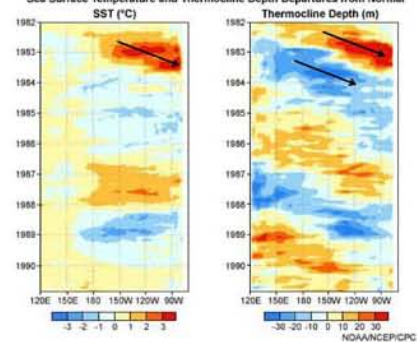 Sea Surface Temperature and Thermocline Depth Departures from Normal
SST (°C)
Thermocline Depth (m)
1982
1983
1984
1985
1986
1987
1988
1989
1990
120E 150E 180 150W 120W 90W
-3 -2 -1 0 1 2 3
1982
1983
1984
1985
1986
1987
1988
1989
1990
120E 150E 180 150W 120W 90W
-30 -20 -10 0 10 20 30
NOAA/NCEP/CPC